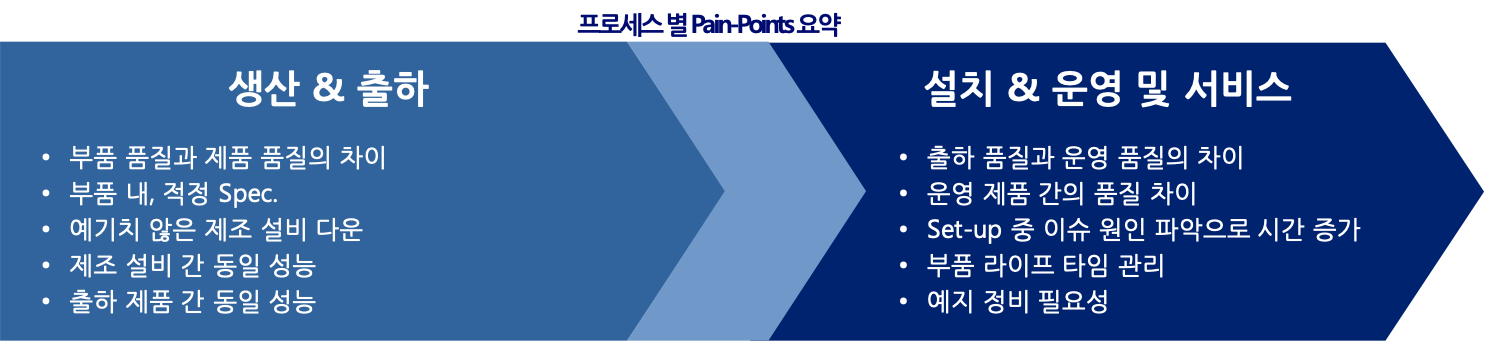 프로세스 별 Pain-Points 요약
생산 & 출하
• 부품 품질과 제품 품질의 차이
• 부품 내, 적정 Spec.
• 예기치 않은 제조 설비 다운
• 제조 설비 간 동일 성능
• 출하 제품 간 동일 성능
설치 & 운영 및 서비스
• 출하 품질과 운영 품질의 차이
• 운영 제품 간의 품질 차이
• Set-up 중 이슈 원인 파악으로 시간 증가
• 부품 라이프 타임 관리
• 예지 정비 필요성